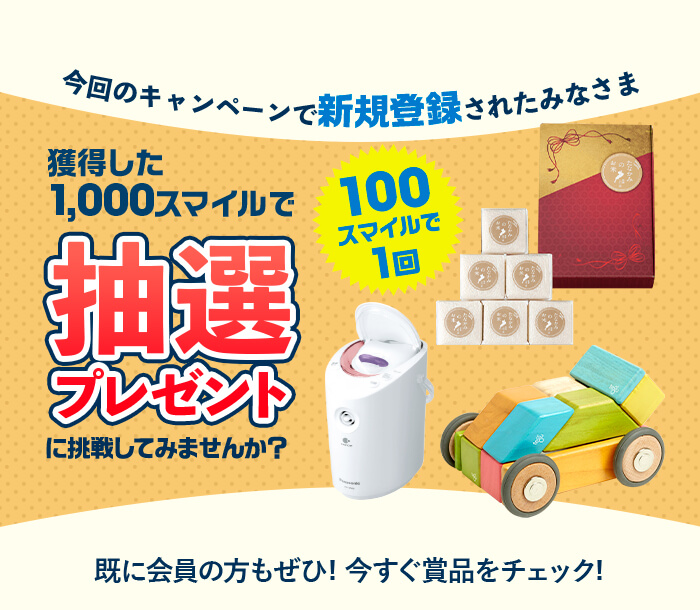 今回のキャンペーンで新規登録されたみなさま
獲得した
1,000スマイルで
100
スマイルで
1回
抽選
プレゼント
に挑戦してみませんか?
Panasonic
既に会員の方もぜひ! 今すぐ賞品をチェック!